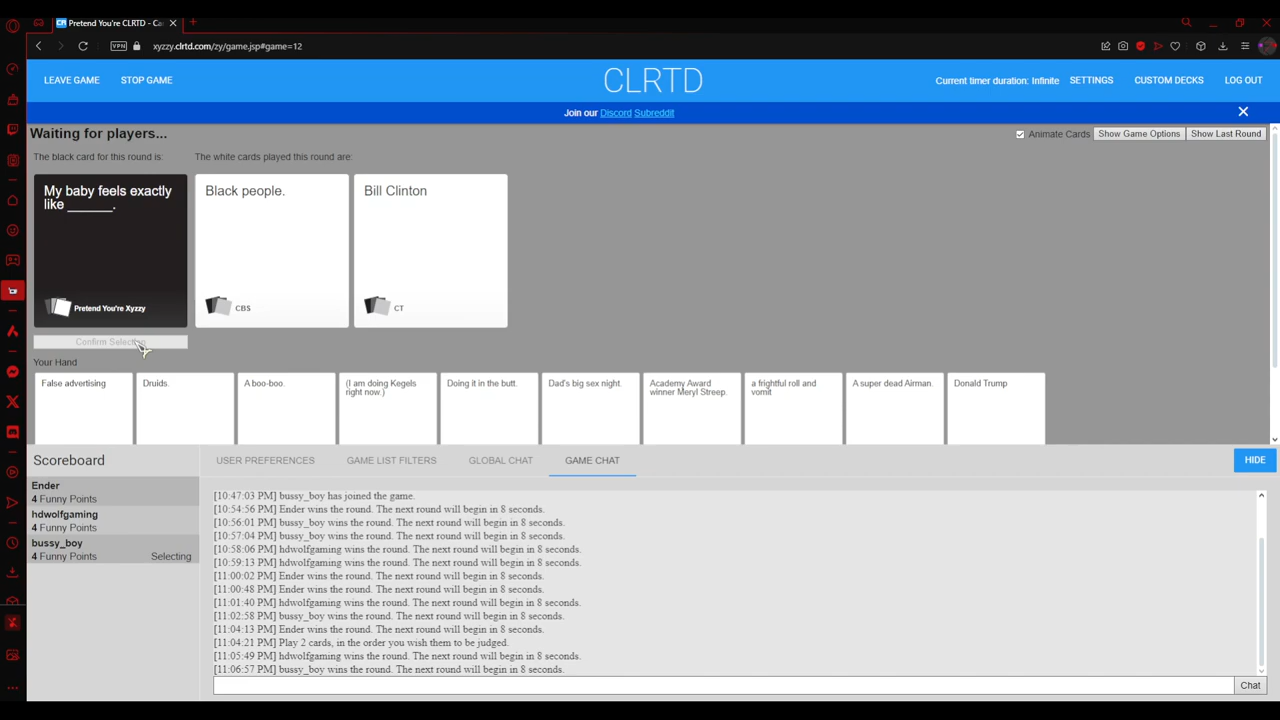 Pretend You're CLRTD - Ca
xyzzy.clrtd.com/zy/game.jsp#game=12
VPN
LEAVE GAME
STOP GAME
CLRTD
Current timer duration: Infinite
SETTINGS
CUSTOM DECKS
LOG OUT
Join our Discord Subreddit
Waiting for players...
Animate Cards
Show Game Options
Show Last Round
The black card for this round is:
The white cards played this round are:
My baby feels exactly
like ______.
Pretend You're Xyzzy
Black people.
CBS
Bill Clinton
CT
Confirm Selection
Your Hand
False advertising
Druids.
A boo-boo.
(I am doing Kegels
right now.)
Doing it in the butt.
Dad's big sex night.
Academy Award
winner Meryl Streep.
a frightful roll and
vomit
A super dead Airman.
Donald Trump
Scoreboard
Ender
4 Funny Points
hdwolfgaming
4 Funny Points
bussy_boy
4 Funny Points
Selecting
USER PREFERENCES
GAME LIST FILTERS
GLOBAL CHAT
GAME CHAT
HIDE
[10:47:03 PM] bussy_boy has joined the game.
[10:54:56 PM] Ender wins the round. The next round will begin in 8 seconds.
[10:56:01 PM] bussy_boy wins the round. The next round will begin in 8 seconds.
[10:57:04 PM] bussy_boy wins the round. The next round will begin in 8 seconds.
[10:58:06 PM] hdwolfgaming wins the round. The next round will begin in 8 seconds.
[10:59:13 PM] hdwolfgaming wins the round. The next round will begin in 8 seconds.
[11:00:02 PM] Ender wins the round. The next round will begin in 8 seconds.
[11:00:48 PM] Ender wins the round. The next round will begin in 8 seconds.
[11:01:40 PM] hdwolfgaming wins the round. The next round will begin in 8 seconds.
[11:02:58 PM] bussy_boy wins the round. The next round will begin in 8 seconds.
[11:04:13 PM] Ender wins the round. The next round will begin in 8 seconds.
[11:04:21 PM] Play 2 cards, in the order you wish them to be judged.
[11:05:49 PM] hdwolfgaming wins the round. The next round will begin in 8 seconds.
[11:06:57 PM] bussy_boy wins the round. The next round will begin in 8 seconds.
Chat